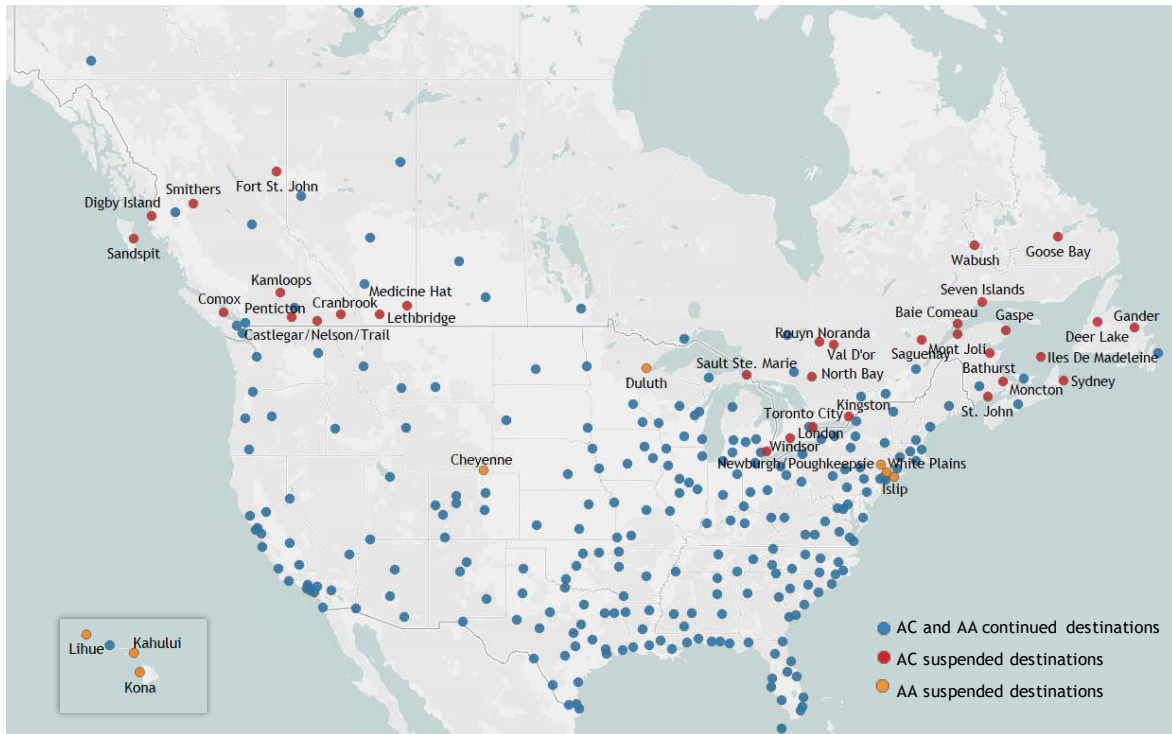 Smithers
Fort St. John
Digby Island
Sandspit
Wabush
Goose Bay
Kamloops
Medicine Hat
Seven Islands
Comox
Penticton
Cranbrook
Lethbridge
Castlegar/Nelson/Trail
Baie Comeau
Gaspe
Gander
Deer Lake
Rouyn Noranda
Val D'or
Saguenay
Mont Joli
Iles De Madeleine
Sault Ste. Marie
Bathurst
Duluth
North Bay
Moncton
Sydney
Kingston
St. John
Toronto City
London
Windsor
Cheyenne
Newburgh/Poughkeepsie
White Plains
Islip
Lihue
Kahului
Kona
AC and AA continued destinations
AC suspended destinations
AA suspended destinations